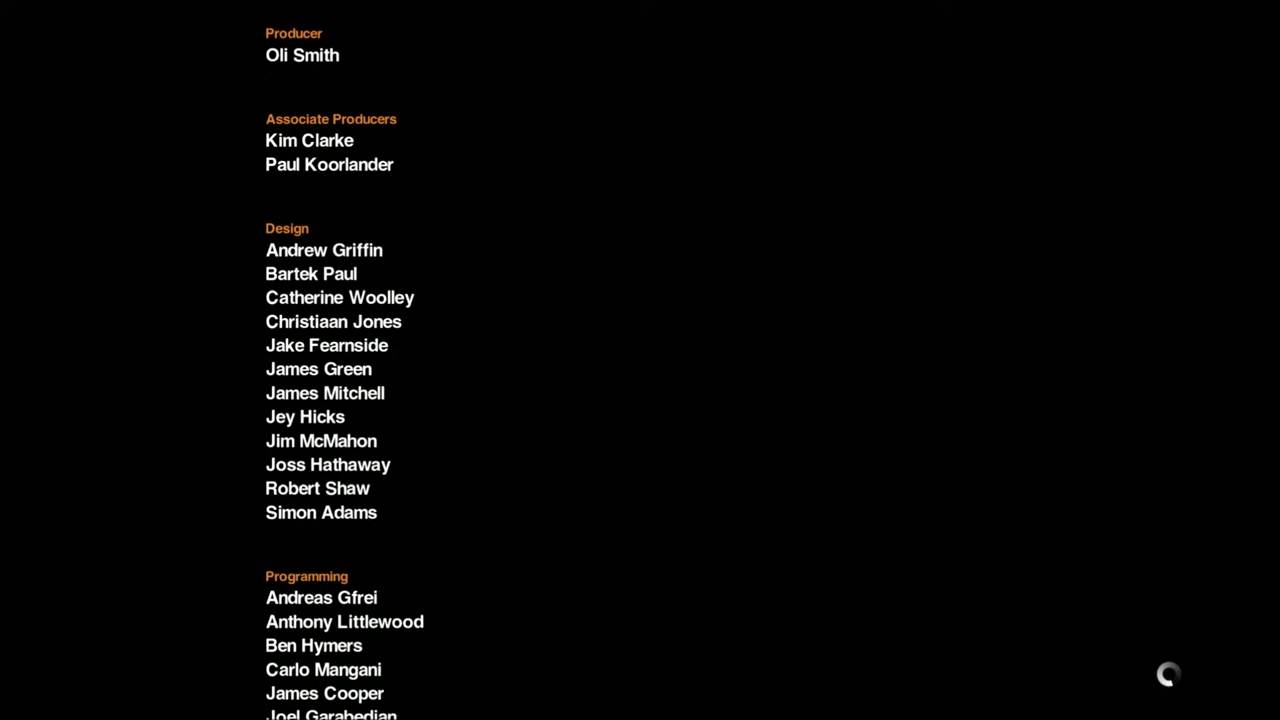 Producer
Oli Smith
Associate Producers
Kim Clarke
Paul Koorlander
Design
Andrew Griffin
Bartek Paul
Catherine Woolley
Christiaan Jones
Jake Fearnside
James Green
James Mitchell
Jey Hicks
Jim McMahon
Joss Hathaway
Robert Shaw
Simon Adams
Programming
Andreas Gfrei
Anthony Littlewood
Ben Hymers
Carlo Mangani
James Cooper
Joel Garabedian